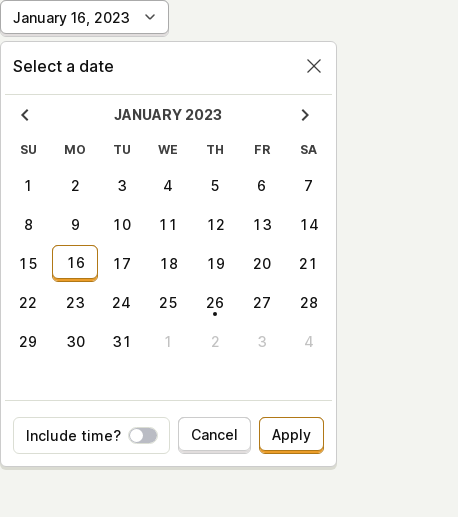 January 16, 2023
Select a date
JANUARY 2023
SU MO TU WE TH FR SA
1 2 3 4 5 6 7
8 9 10 11 12 13 14
15 16 17 18 19 20 21
22 23 24 25 26 27 28
29 30 31 1 2 3 4
Include time? Cancel Apply